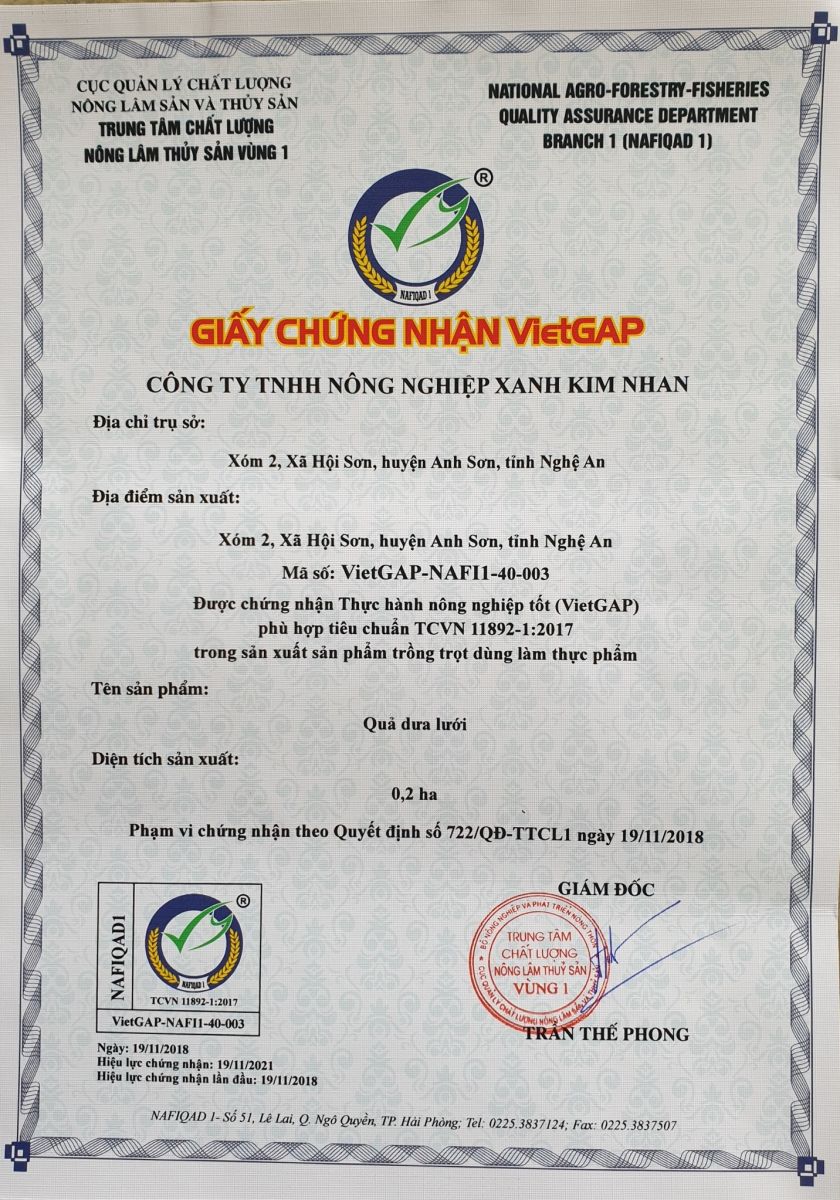 CỤC QUẢN LÝ CHẤT LƯỢNG
NÔNG LÂM SẢN VÀ THỦY SẢN
TRUNG TÂM CHẤT LƯỢNG
NÔNG LÂM THỦY SẢN VÙNG 1
NATIONAL AGRO-FORESTRY-FISHERIES
QUALITY ASSURANCE DEPARTMENT
BRANCH 1 (NAFIQAD 1)
®
NAFIQAD 1
GIẤY CHỨNG NHẬN VietGAP
CÔNG TY TNHH NÔNG NGHIỆP XANH KIM NHAN
Địa chỉ trụ sở:
Xóm 2, Xã Hội Sơn, huyện Anh Sơn, tỉnh Nghệ An
Địa điểm sản xuất:
Xóm 2, Xã Hội Sơn, huyện Anh Sơn, tỉnh Nghệ An
Mã số: VietGAP-NAFI1-40-003
Được chứng nhận Thực hành nông nghiệp tốt (VietGAP)
phù hợp tiêu chuẩn TCVN 11892-1:2017
trong sản xuất sản phẩm trồng trọt dùng làm thực phẩm
Tên sản phẩm:
Quả dưa lưới
Diện tích sản xuất:
0,2 ha
Phạm vi chứng nhận theo Quyết định số 722/QĐ-TTCL1 ngày 19/11/2018
GIÁM ĐỐC
BỘ NÔNG NGHIỆP VÀ PHÁT TRIỂN NÔNG THÔN
TRUNG TÂM
CHẤT LƯỢNG
NÔNG LÂM THUỶ SẢN
VÙNG 1
CỤC QUẢN LÝ CHẤT LƯỢNG NÔNG LÂM SẢN VÀ THUỶ SẢN
TRẦN THẾ PHONG
NAFIQAD1
®
NAFIQAD 1
TCVN 11892-1:2017
VietGAP-NAFI1-40-003
Ngày: 19/11/2018
Hiệu lực chứng nhận: 19/11/2021
Hiệu lực chứng nhận lần đầu: 19/11/2018
NAFIQAD 1- Số 51, Lê Lai, Q. Ngô Quyền, TP. Hải Phòng; Tel: 0225.3837124; Fax: 0225.3837507